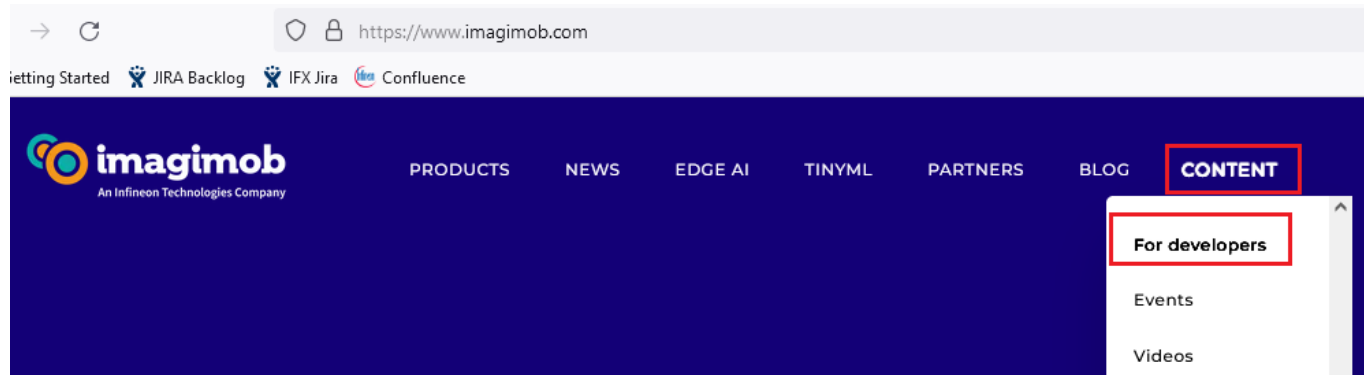 https://www.imagimob.com
etting Started JIRA Backlog IFX Jira Confluence
imagimob
An Infineon Technologies Company
PRODUCTS NEWS EDGE AI TINYML PARTNERS BLOG CONTENT
For developers
Events
Videos